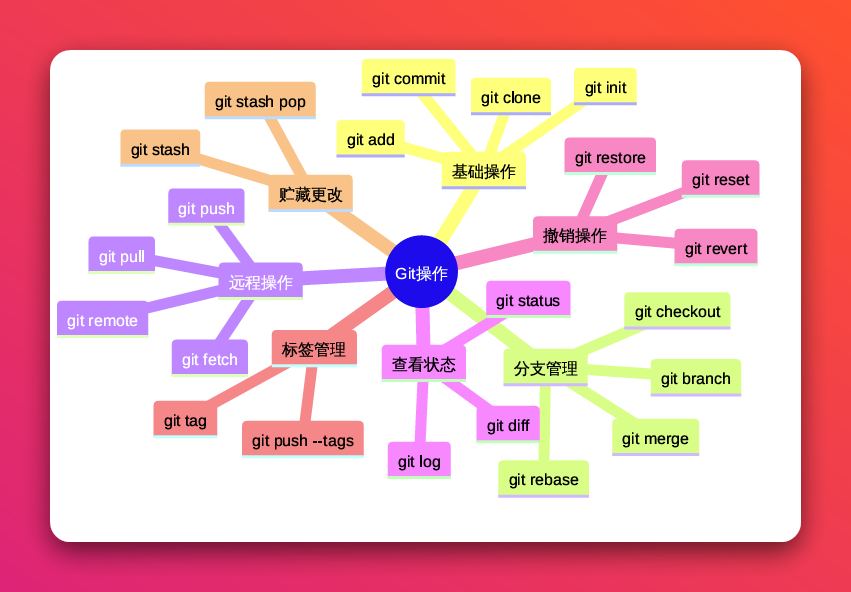 git commit
git clone
git init
git add
基础操作
git stash pop
git stash
贮藏更改
git restore
git reset
撤销操作
git revert
git push
git pull
远程操作
git remote
git fetch
Git操作
git status
标签管理
git tag
git push --tags
查看状态
git diff
git log
分支管理
git checkout
git branch
git merge
git rebase